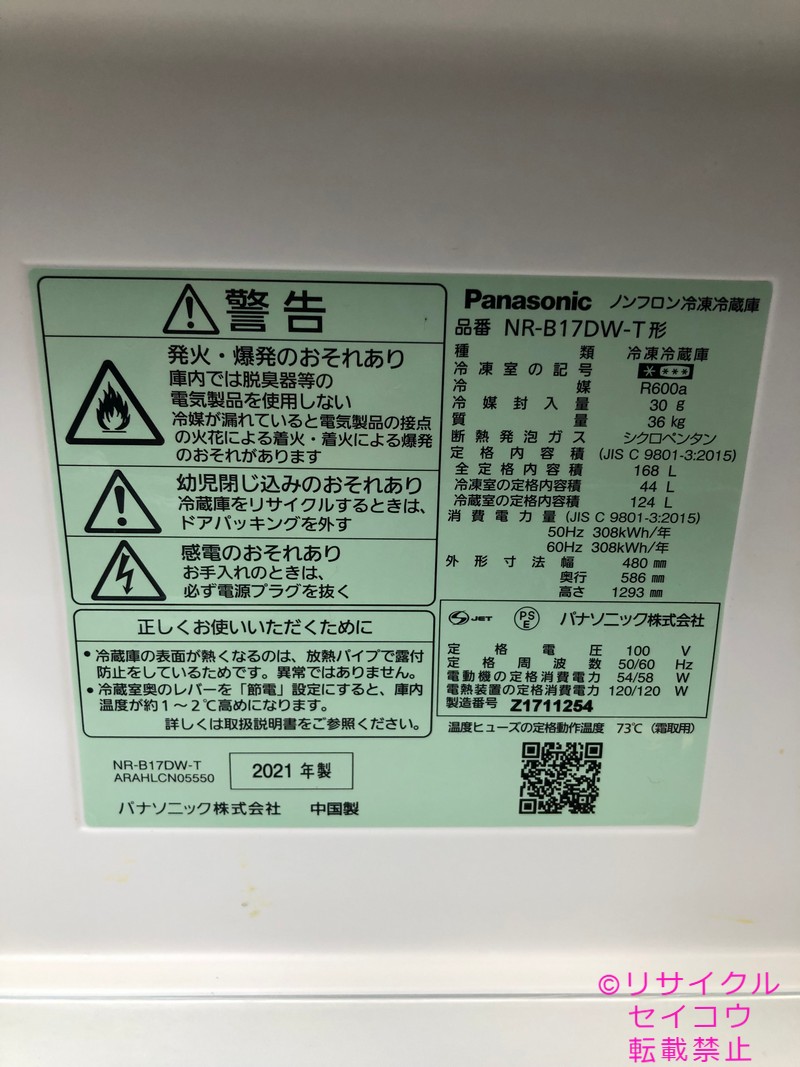 警告
発火・爆発のおそれあり
庫内では脱臭器等の
電気製品を使用しない
冷媒が漏れていると電気製品の接点
の火花による着火・着火による爆発
のおそれがあります
幼児閉じ込みのおそれあり
冷蔵庫をリサイクルするときは、
ドアパッキングを外す
感電のおそれあり
お手入れのときは、
必ず電源プラグを抜く
正しくお使いいただくために
• 冷蔵庫の表面が熱くなるのは、放熱パイプで露付
防止をしているためです。異常ではありません。
• 冷蔵室奥のレバーを「節電」設定にすると、庫内
温度が約1~2℃高めになります。
詳しくは取扱説明書をご参照ください。
NR-B17DW-T
ARAHLCN05550
2021 年製
パナソニック株式会社 中国製
Panasonic ノンフロン冷凍冷蔵庫
品番 NR-B17DW-T形
種類 冷凍冷蔵庫
冷凍室の記号 * ***
冷媒 R600a
冷媒封入量 30 g
質量 36 kg
断熱発泡ガス シクロペンタン
定格内容積 (JIS C 9801-3:2015)
全定格内容積 168 L
冷凍室の定格内容積 44 L
冷蔵室の定格内容積 124 L
消費電力量 (JIS C 9801-3:2015)
50Hz 308kWh/年
60Hz 308kWh/年
外形寸法 幅 480 mm
奥行 586 mm
高さ 1293 mm
S JET PSE パナソニック株式会社
定格電圧 100 V
定格周波数 50/60 Hz
電動機の定格消費電力 54/58 W
電熱装置の定格消費電力 120/120 W
製造番号 Z1711254
温度ヒューズの定格動作温度 73℃ (霜取用)
©リサイクル
セイコウ
転載禁止